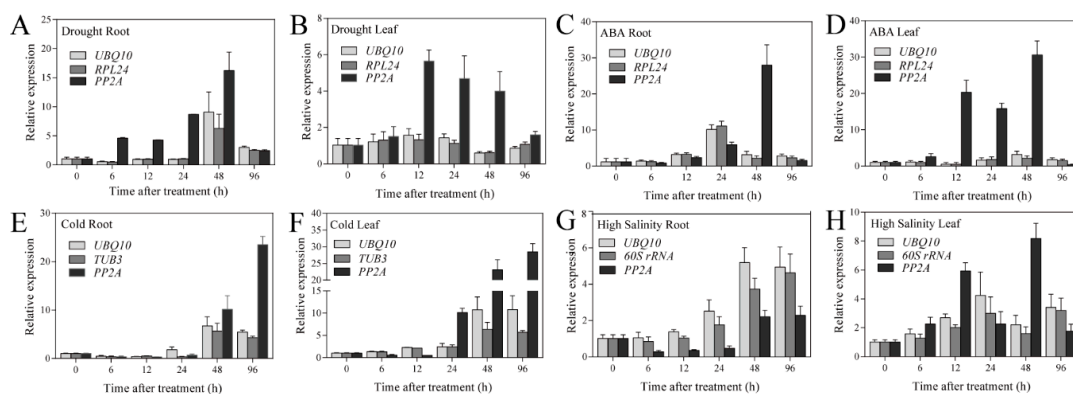 A
Drought Root
UBQ10
RPL24
PP2A
Relative expression
25
20
15
10
5
0
0 6 12 24 48 96
Time after treatment (h)
B
Drought Leaf
UBQ10
RPL24
PP2A
Relative expression
8
6
4
2
0
0 6 12 24 48 96
Time after treatment (h)
C
ABA Root
UBQ10
RPL24
PP2A
Relative expression
40
30
20
10
0
0 6 12 24 48 96
Time after treatment (h)
D
ABA Leaf
UBQ10
RPL24
PP2A
Relative expression
40
30
20
10
0
0 6 12 24 48 96
Time after treatment (h)
E
Cold Root
UBQ10
TUB3
PP2A
Relative expression
30
20
10
0
0 6 12 24 48 96
Time after treatment (h)
F
Cold Leaf
UBQ10
TUB3
PP2A
Relative expression
40
35
30
25
20
15
10
5
0
0 6 12 24 48 96
Time after treatment (h)
G
High Salinity Root
UBQ10
60S rRNA
PP2A
Relative expression
8
6
4
2
0
0 6 12 24 48 96
Time after treatment (h)
H
High Salinity Leaf
UBQ10
60S rRNA
PP2A
Relative expression
10
8
6
4
2
0
0 6 12 24 48 96
Time after treatment (h)